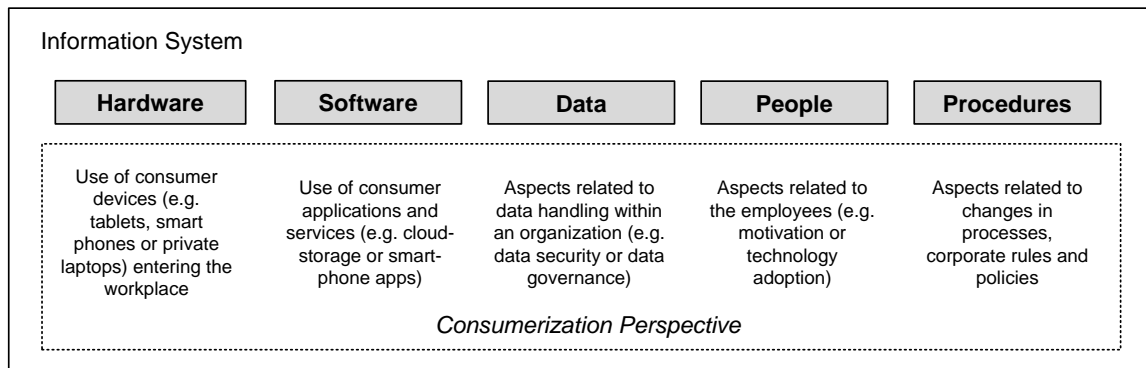 Information System
Hardware
Software
Data
People
Procedures
Use of consumer
devices (e.g.
tablets, smart
phones or private
laptops) entering the
workplace
Use of consumer
applications and
services (e.g. cloud-
storage or smart-
phone apps)
Aspects related to
data handling within
an organization (e.g.
data security or data
governance)
Aspects related to
the employees (e.g.
motivation or
technology
adoption)
Aspects related to
changes in
processes,
corporate rules and
policies
Consumerization Perspective